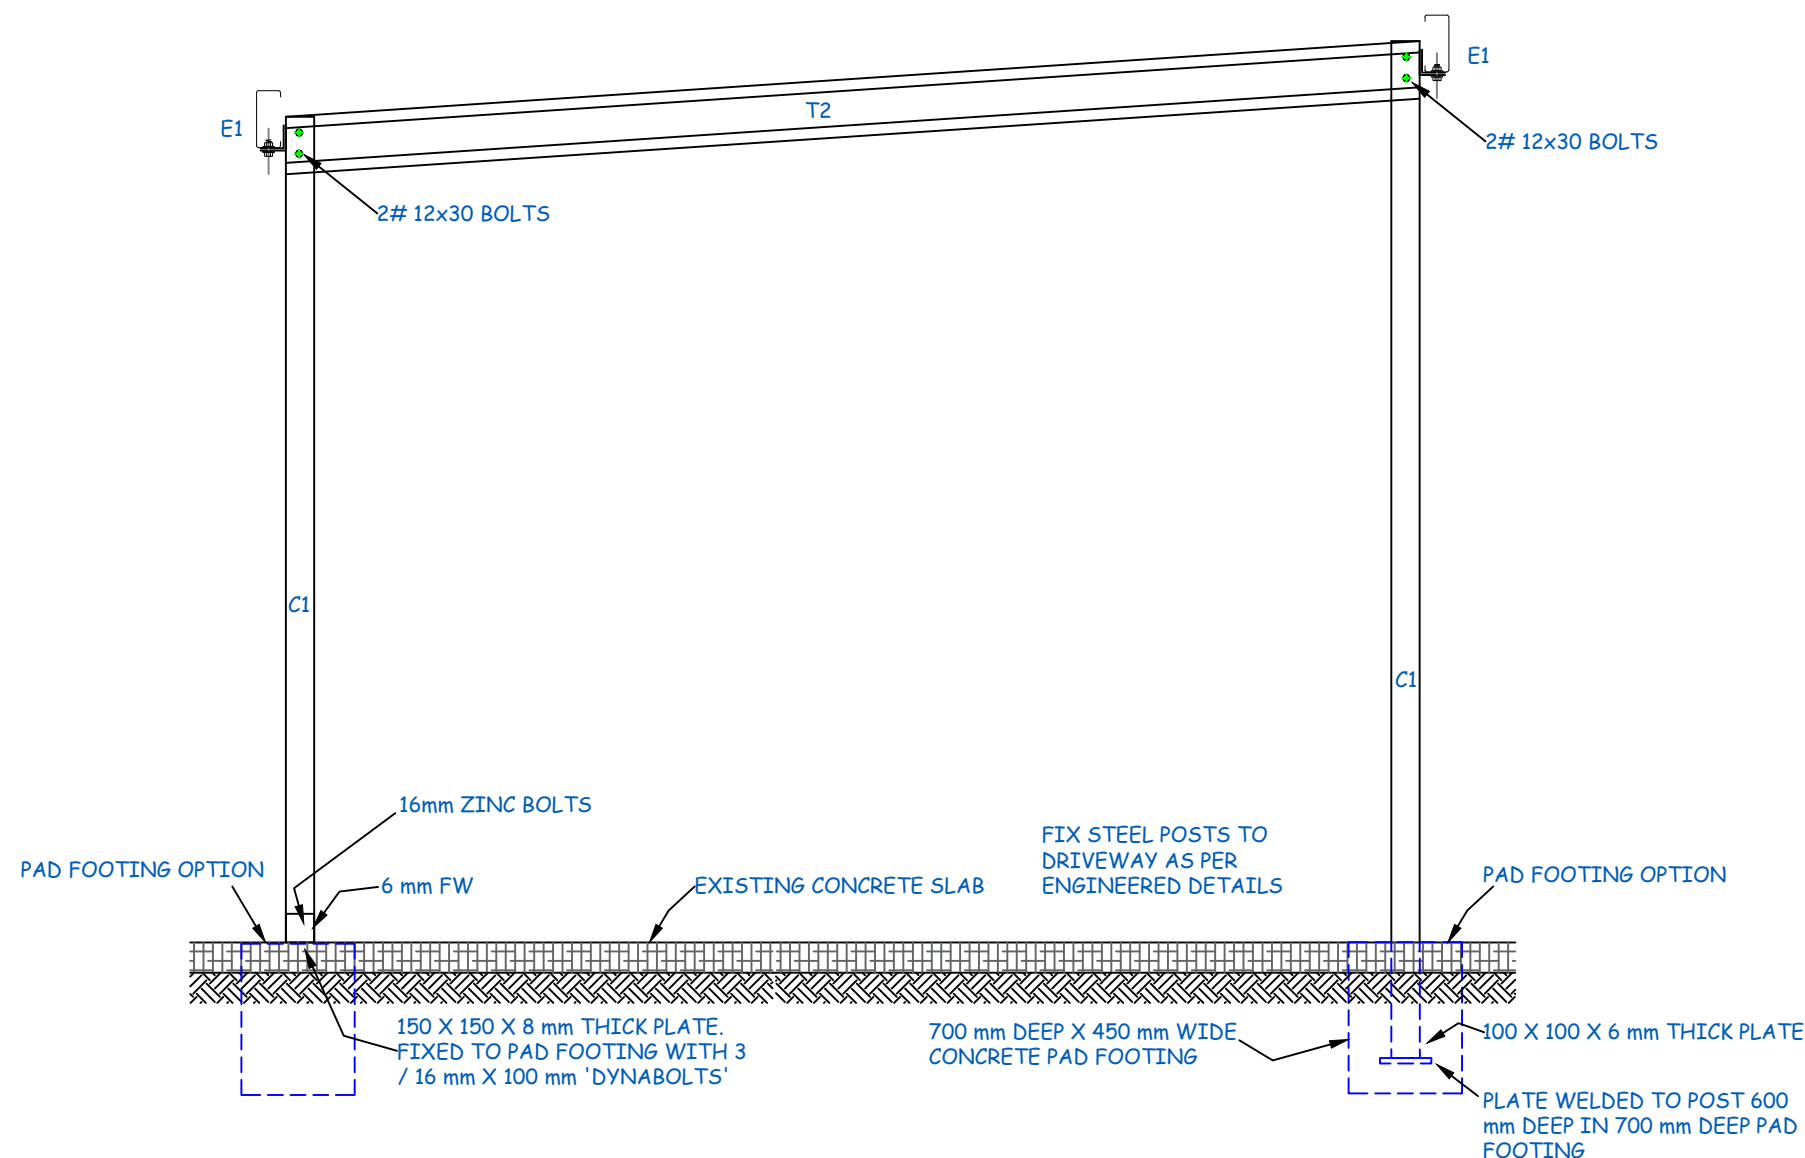 E1
E1
T2
2# 12x30 BOLTS
2# 12x30 BOLTS
C1
C1
16mm ZINC BOLTS
PAD FOOTING OPTION
6 mm FW
EXISTING CONCRETE SLAB
FIX STEEL POSTS TO
DRIVEWAY AS PER
ENGINEERED DETAILS
PAD FOOTING OPTION
150 X 150 X 8 mm THICK PLATE.
FIXED TO PAD FOOTING WITH 3
/ 16 mm X 100 mm 'DYNABOLTS'
700 mm DEEP X 450 mm WIDE
CONCRETE PAD FOOTING
100 X 100 X 6 mm THICK PLATE
PLATE WELDED TO POST 600
mm DEEP IN 700 mm DEEP PAD
FOOTING